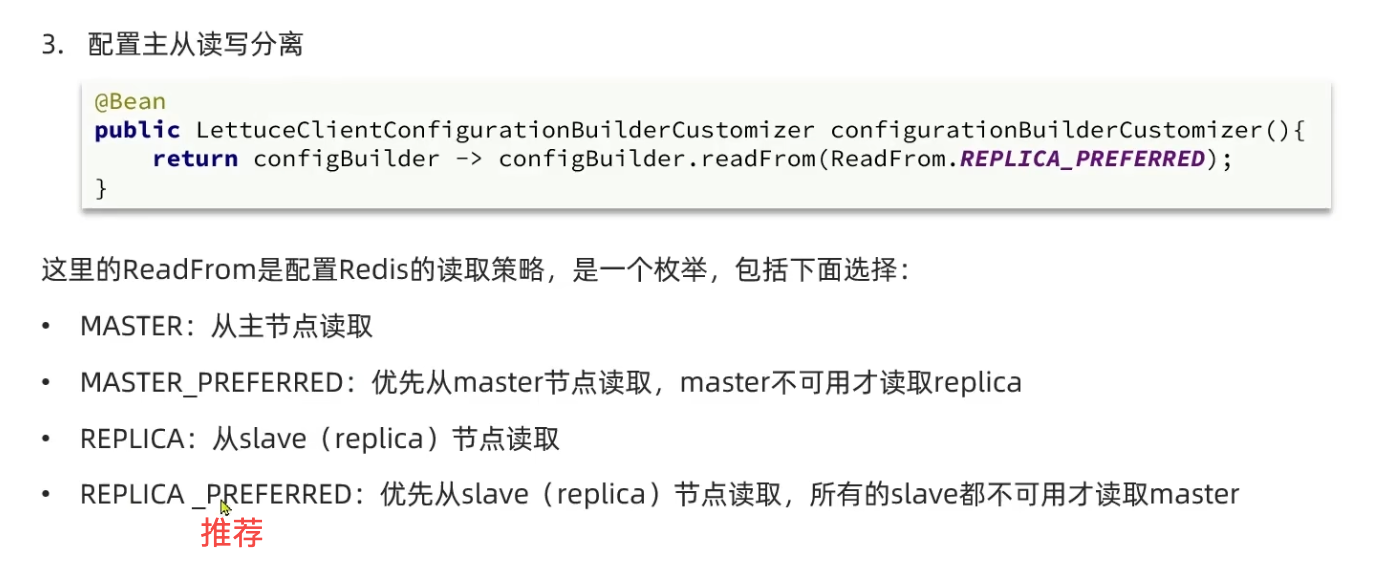 3. 配置主从读写分离
@Bean
public LettuceClientConfigurationBuilderCustomizer configurationBuilderCustomizer(){
    return configBuilder -> configBuilder.readFrom(ReadFrom.REPLICA_PREFERRED);
}
这里的ReadFrom是配置Redis的读取策略，是一个枚举，包括下面选择：
• MASTER：从主节点读取
• MASTER_PREFERRED：优先从master节点读取，master不可用才读取replica
• REPLICA：从slave（replica）节点读取
• REPLICA _PREFERRED：优先从slave（replica）节点读取，所有的slave都不可用才读取master
推荐